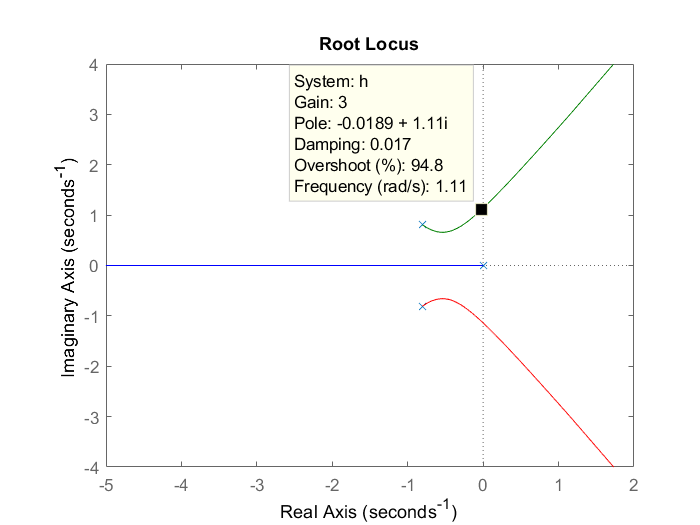 Root Locus
System: h
Gain: 3
Pole: -0.0189 + 1.11i
Damping: 0.017
Overshoot (%): 94.8
Frequency (rad/s): 1.11
Imaginary Axis (seconds⁻¹)
4
3
2
1
0
-1
-2
-3
-4
-5 -4 -3 -2 -1 0 1 2
Real Axis (seconds⁻¹)